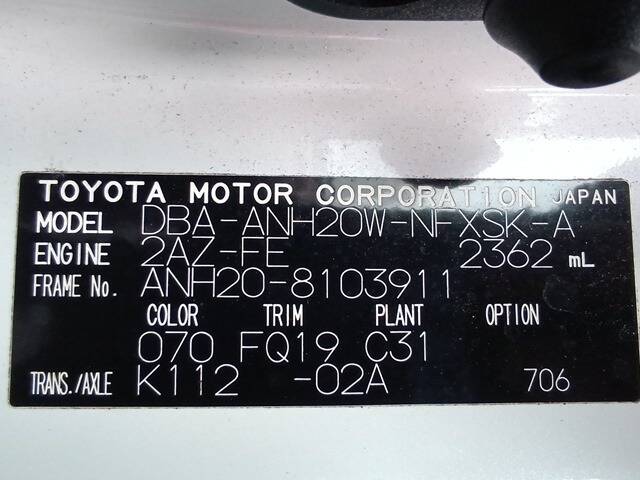 TOYOTA MOTOR CORPORATION JAPAN
MODEL DBA-ANH20W-NFXSK-A
ENGINE 2AZ-FE 2362 mL
FRAME No. ANH20-8103911
COLOR TRIM PLANT OPTION
070 FQ19 C31
TRANS./AXLE K112 -02A 706